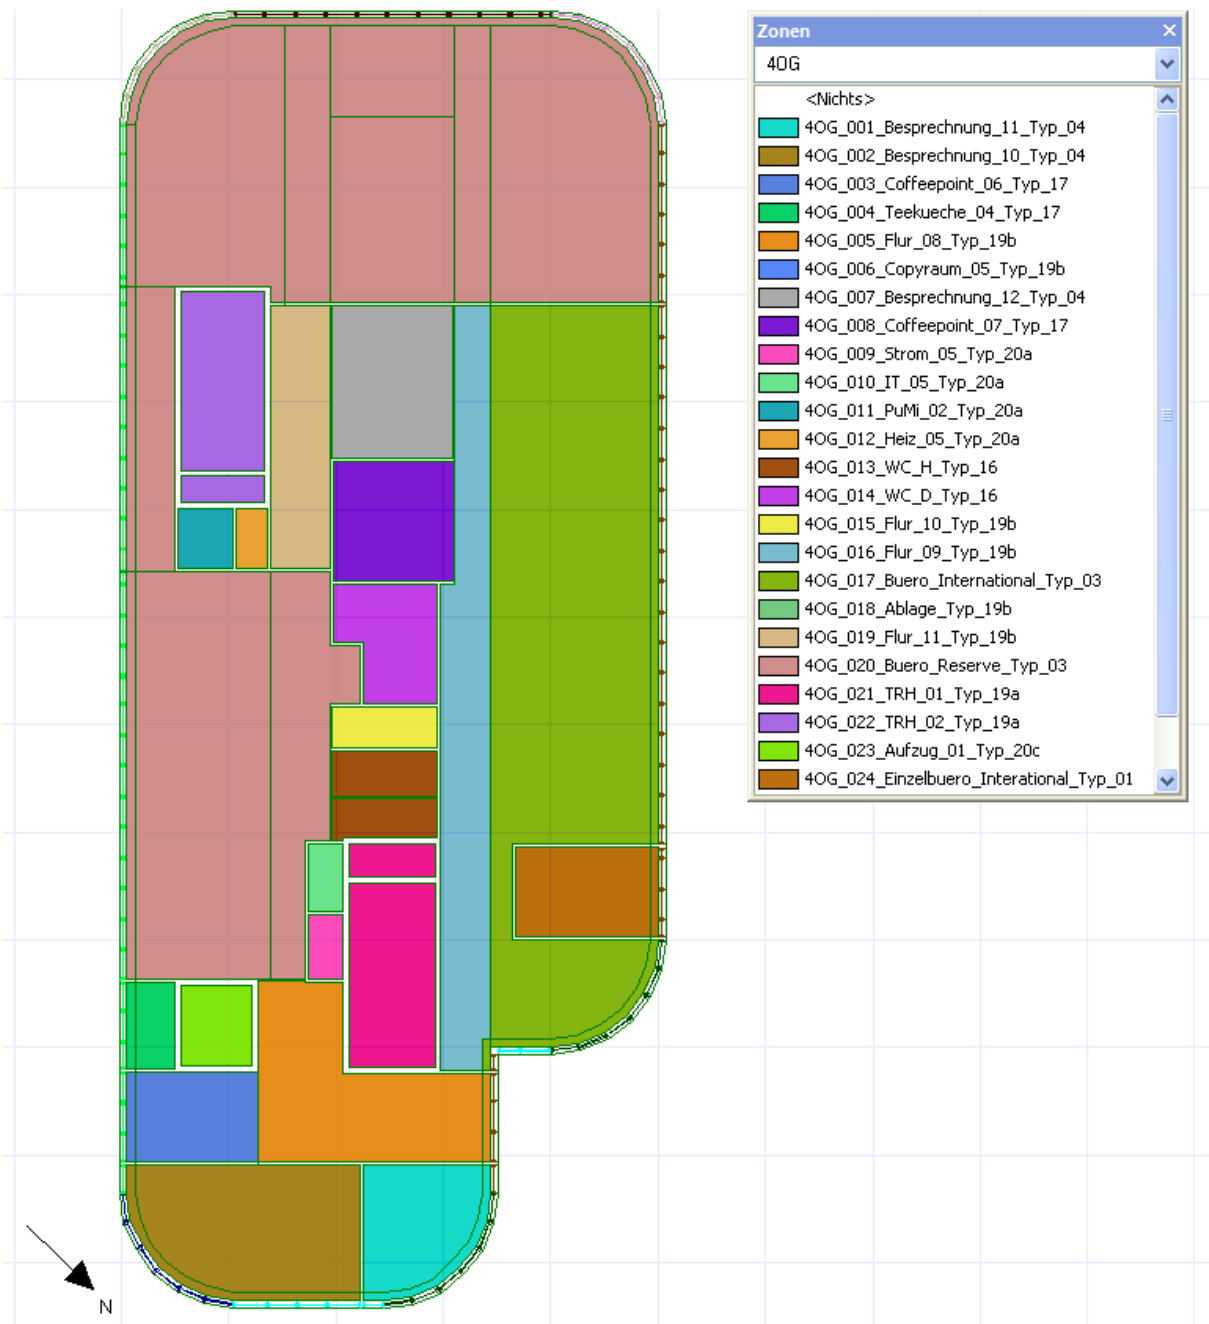 Zonen
4OG
<Nichts>
4OG_001_Besprechnung_11_Typ_04
4OG_002_Besprechnung_10_Typ_04
4OG_003_Coffeepoint_06_Typ_17
4OG_004_Teekueche_04_Typ_17
4OG_005_Flur_08_Typ_19b
4OG_006_Copyraum_05_Typ_19b
4OG_007_Besprechnung_12_Typ_04
4OG_008_Coffeepoint_07_Typ_17
4OG_009_Strom_05_Typ_20a
4OG_010_IT_05_Typ_20a
4OG_011_PuMi_02_Typ_20a
4OG_012_Heiz_05_Typ_20a
4OG_013_WC_H_Typ_16
4OG_014_WC_D_Typ_16
4OG_015_Flur_10_Typ_19b
4OG_016_Flur_09_Typ_19b
4OG_017_Buero_International_Typ_03
4OG_018_Ablage_Typ_19b
4OG_019_Flur_11_Typ_19b
4OG_020_Buero_Reserve_Typ_03
4OG_021_TRH_01_Typ_19a
4OG_022_TRH_02_Typ_19a
4OG_023_Aufzug_01_Typ_20c
4OG_024_Einzelbuero_Interational_Typ_01
N